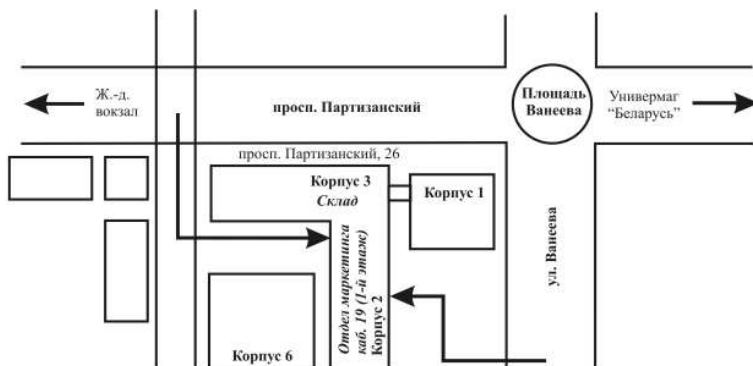 Ж.-д.
вокзал
просп. Партизанский
Площадь
Ванеева
Универмаг
“Беларусь”
просп. Партизанский, 26
Корпус 3
Склад
Корпус 1
ул. Ванеева
Отдел маркетинга
каб. 19 (1-й этаж)
Корпус 2
Корпус 6